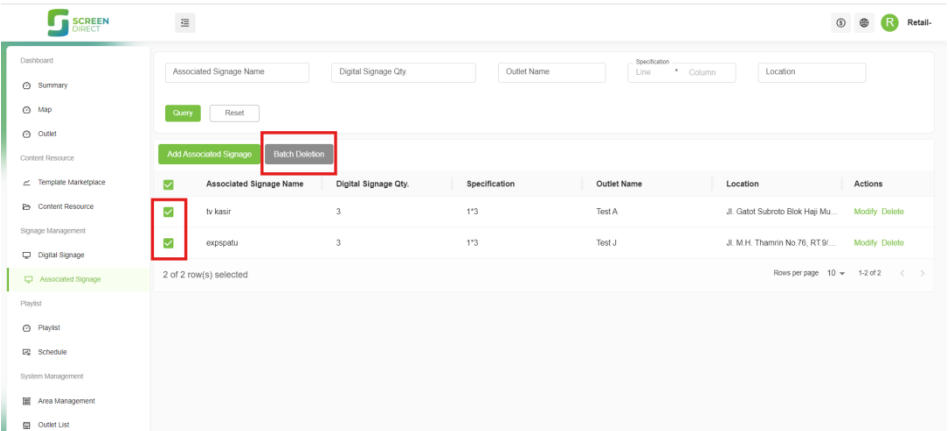 SCREEN
DIRECT
R Retail-
Dashboard
Summary
Map
Outlet
Content Resource
Template Marketplace
Content Resource
Signage Management
Digital Signage
Associated Signage
Playlist
Playlist
Schedule
System Management
Area Management
Outlet List
Associated Signage Name
Digital Signage Qty
Outlet Name
Specification
Line * Column
Location
Query Reset
Add Associated Signage Batch Deletion
Associated Signage Name Digital Signage Qty. Specification Outlet Name Location Actions
tv kasir 3 1*3 Test A Jl. Gatot Subroto Blok Haji Mu... Modify Delete
expspatu 3 1*3 Test J Jl. M.H. Thamrin No.76, RT.9/... Modify Delete
2 of 2 row(s) selected
Rows per page 10 1-2 of 2